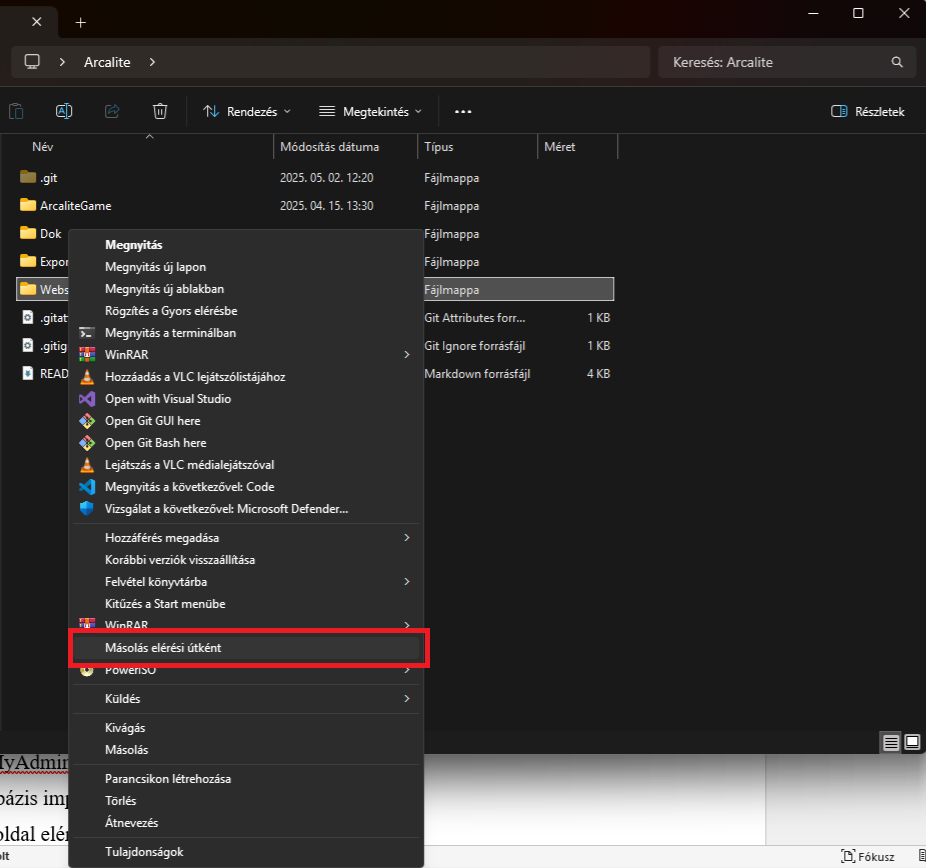 Arcalite
Keresés: Arcalite
Rendezés
Megtekintés
Részletek
Név
Módosítás dátuma
Típus
Méret
.git 2025. 05. 02. 12:20 Fájlmappa
ArcaliteGame 2025. 04. 15. 13:30 Fájlmappa
Dok Fájlmappa
Expor Fájlmappa
Webs Fájlmappa
.gitat Git Attributes forr... 1 KB
.gitig Git Ignore forrásfájl 1 KB
READ Markdown forrásfájl 4 KB
Megnyitás
Megnyitás új lapon
Megnyitás új ablakban
Rögzítés a Gyors elérésbe
Megnyitás a terminálban
WinRAR
Hozzáadás a VLC lejátszólistájához
Open with Visual Studio
Open Git GUI here
Open Git Bash here
Lejátszás a VLC médialejátszóval
Megnyitás a következővel: Code
Vizsgálat a következővel: Microsoft Defender...
Hozzáférés megadása
Korábbi verziók visszaállítása
Felvétel könyvtárba
Kitűzés a Start menübe
WinRAR
Másolás elérési útként
PowerISO
Küldés
Kivágás
Másolás
Parancsikon létrehozása
Törlés
Átnevezés
Tulajdonságok
yAdmin
bázis imp
oldal elér
olt
Fókusz